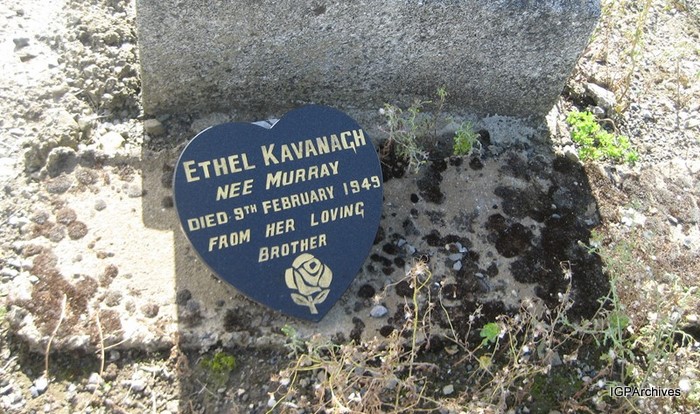 ETHEL KAVANAGH
NEE MURRAY
DIED 9TH FEBRUARY 1949
FROM HER LOVING
BROTHER
IGPArchives